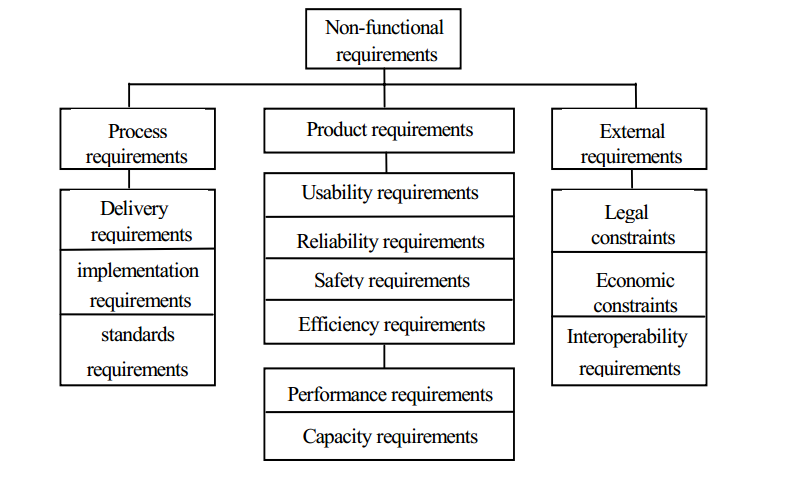 Non-functional
requirements
Process
requirements
Product requirements
External
requirements
Delivery
requirements
implementation
requirements
standards
requirements
Usability requirements
Reliability requirements
Safety requirements
Efficiency requirements
Performance requirements
Capacity requirements
Legal
constraints
Economic
constraints
Interoperability
requirements